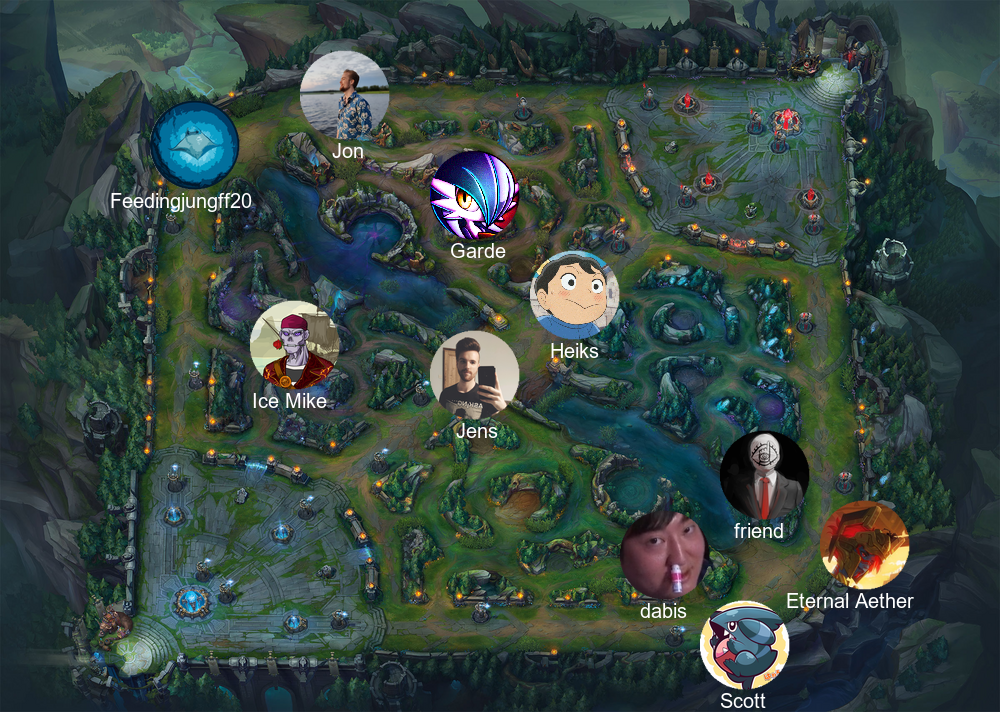 Jon
Feedingjungff20
Garde
Heiks
Ice Mike
Jens
friend
Eternal Aether
dabis
Scott